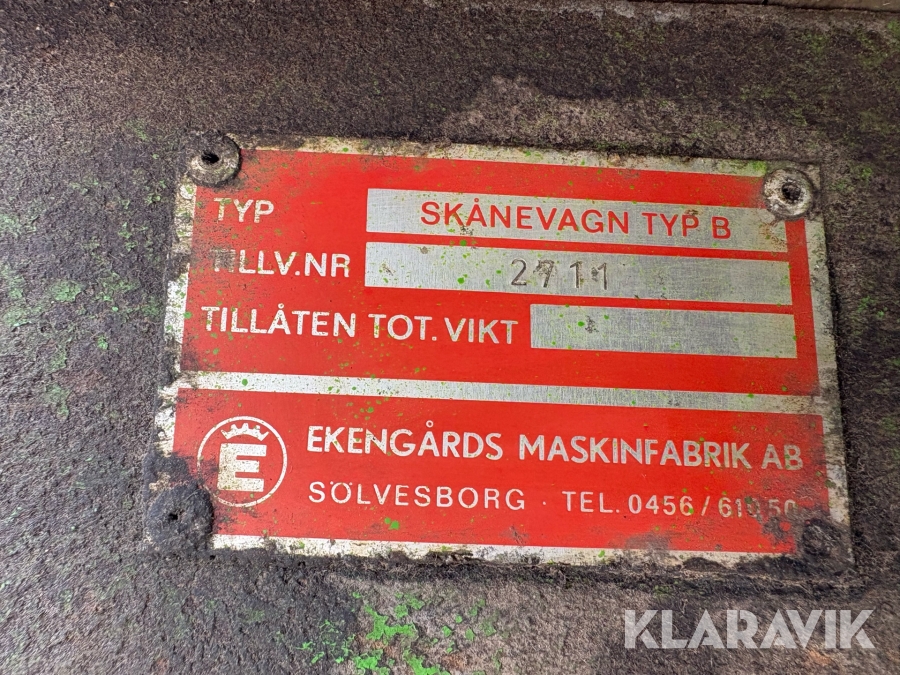 TYP SKÅNEVAGN TYP B
TILLV.NR 2711
TILLÅTEN TOT. VIKT
E EKENGÅRDS MASKINFABRIK AB
SÖLVESBORG · TEL. 0456 /
KLARAVIK